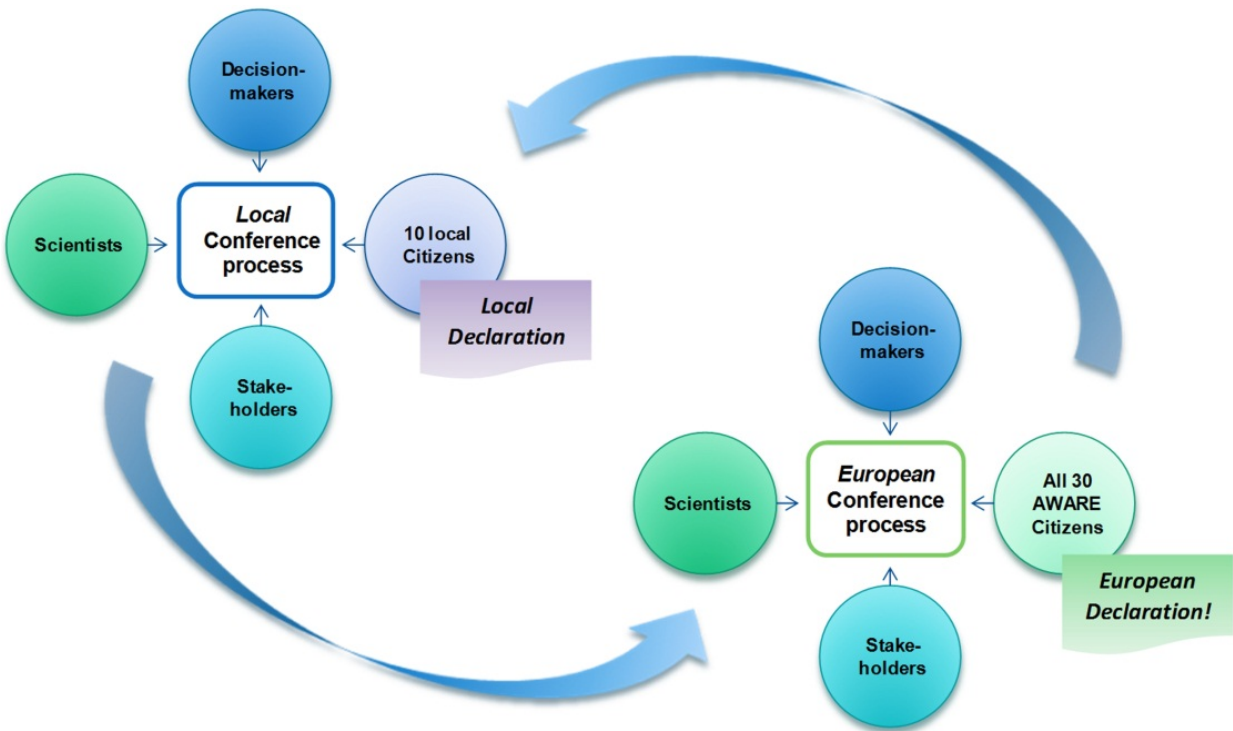 Decision-
makers
Scientists
Local
Conference
process
10 local
Citizens
Local
Declaration
Stake-
holders
Decision-
makers
Scientists
European
Conference
process
All 30
AWARE
Citizens
European
Declaration!
Stake-
holders